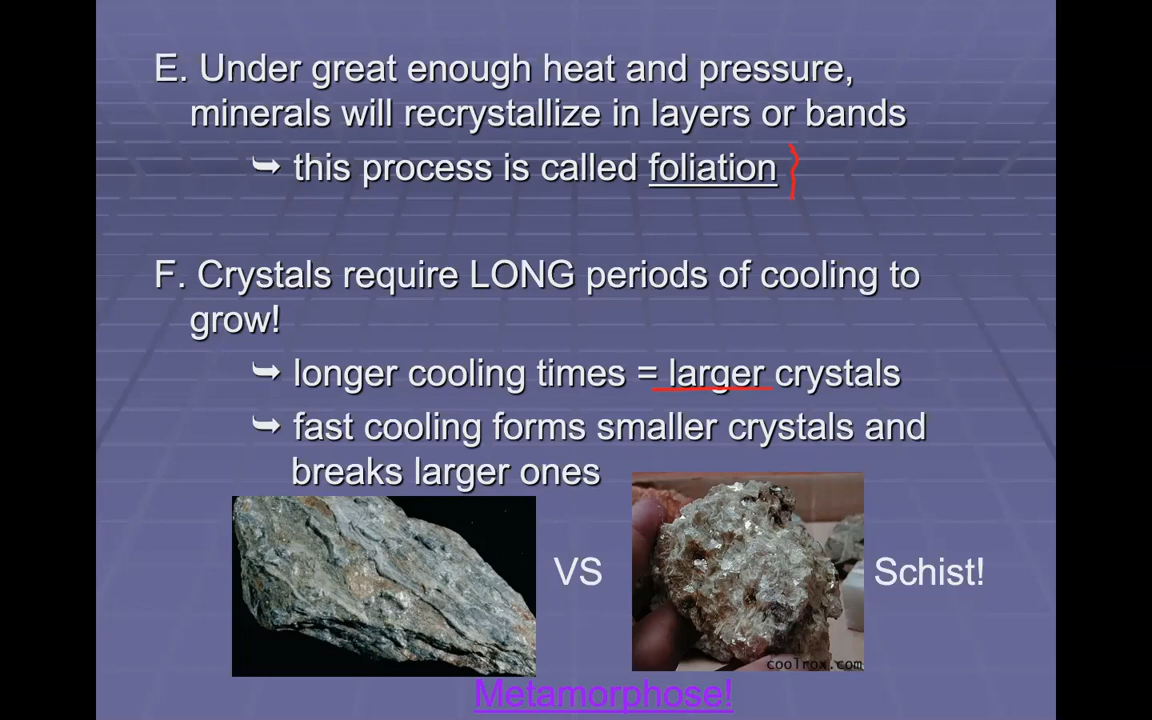 E. Under great enough heat and pressure,
minerals will recrystallize in layers or bands
➥ this process is called foliation
F. Crystals require LONG periods of cooling to
grow!
➥ longer cooling times = larger crystals
➥ fast cooling forms smaller crystals and
breaks larger ones
VS
Schist!
coolrox.com
Metamorphose!